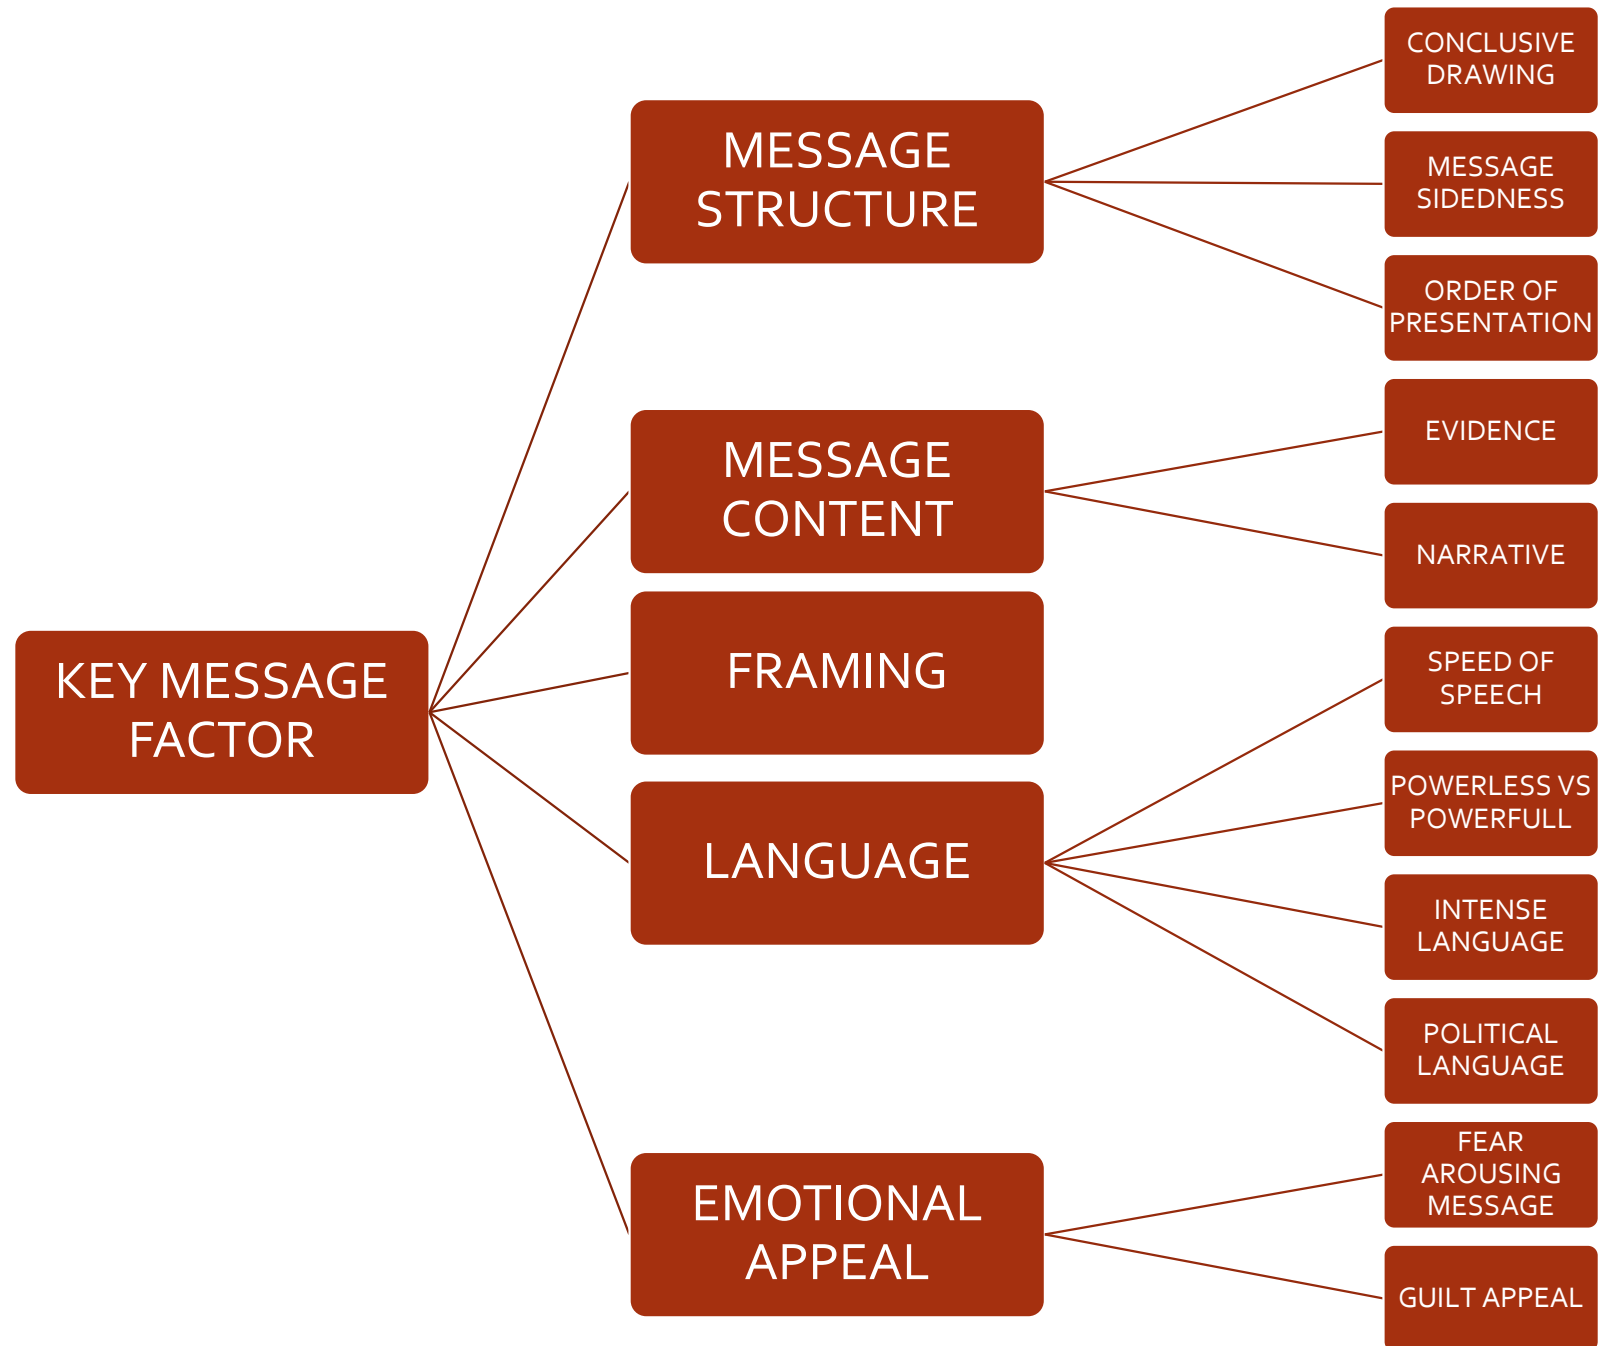 KEY MESSAGE
FACTOR
MESSAGE
STRUCTURE
CONCLUSIVE
DRAWING
MESSAGE
SIDEDNESS
ORDER OF
PRESENTATION
MESSAGE
CONTENT
EVIDENCE
NARRATIVE
FRAMING
LANGUAGE
SPEED OF
SPEECH
POWERLESS VS
POWERFULL
INTENSE
LANGUAGE
POLITICAL
LANGUAGE
EMOTIONAL
APPEAL
FEAR
AROUSING
MESSAGE
GUILT APPEAL